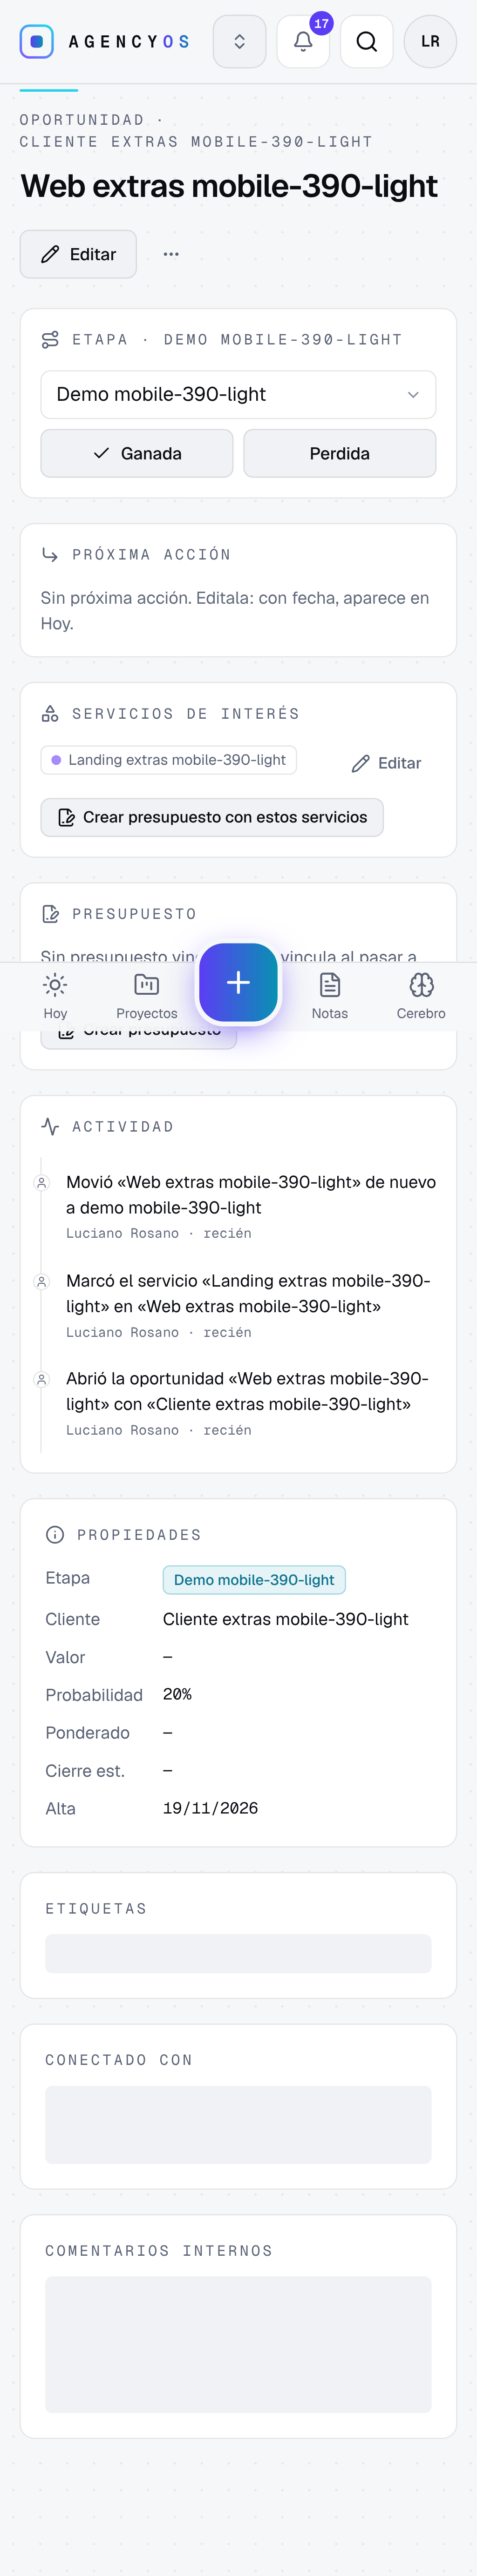 AGENCYOS
17
LR
OPORTUNIDAD ·
CLIENTE EXTRAS MOBILE-390-LIGHT
Web extras mobile-390-light
Editar
ETAPA · DEMO MOBILE-390-LIGHT
Demo mobile-390-light
Ganada
Perdida
PRÓXIMA ACCIÓN
Sin próxima acción. Editala: con fecha, aparece en
Hoy.
SERVICIOS DE INTERÉS
Landing extras mobile-390-light
Editar
Crear presupuesto con estos servicios
PRESUPUESTO
Sin presupuesto vincula al pasar a
Hoy
Proyectos
Notas
Cerebro
Crear presupuesto
ACTIVIDAD
Movió «Web extras mobile-390-light» de nuevo
a demo mobile-390-light
Luciano Rosano · recién
Marcó el servicio «Landing extras mobile-390-
light» en «Web extras mobile-390-light»
Luciano Rosano · recién
Abrió la oportunidad «Web extras mobile-390-
light» con «Cliente extras mobile-390-light»
Luciano Rosano · recién
PROPIEDADES
Etapa
Demo mobile-390-light
Cliente
Cliente extras mobile-390-light
Valor
—
Probabilidad
20%
Ponderado
—
Cierre est.
—
Alta
19/11/2026
ETIQUETAS
CONECTADO CON
COMENTARIOS INTERNOS